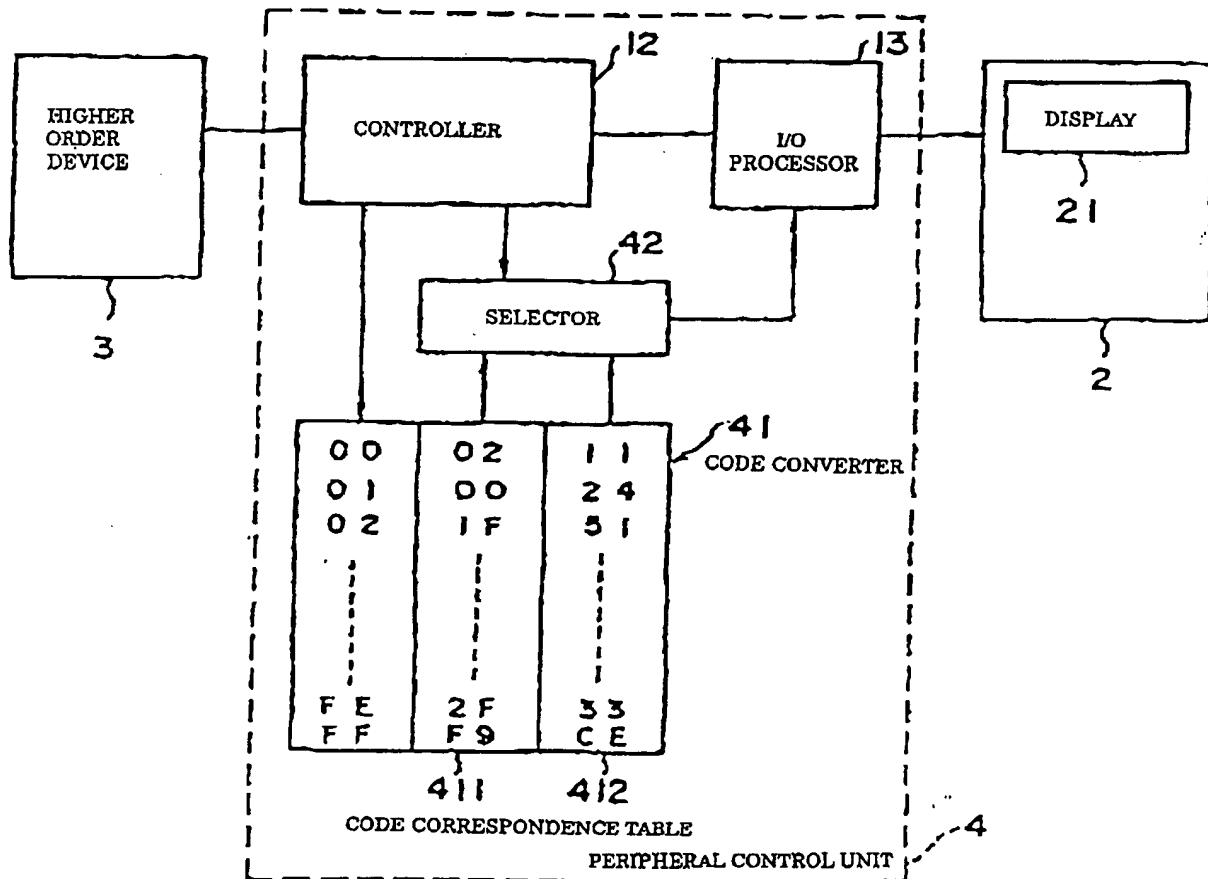 12
13
HIGHER
ORDER
DEVICE
CONTROLLER
I/O
PROCESSOR
DISPLAY
21
42
SELECTOR
3
2
00 02 11
01 00 24
02 1F 51
41
CODE CONVERTER
FE 2F 33
FF F9 CE
411 412
CODE CORRESPONDENCE TABLE
PERIPHERAL CONTROL UNIT
4